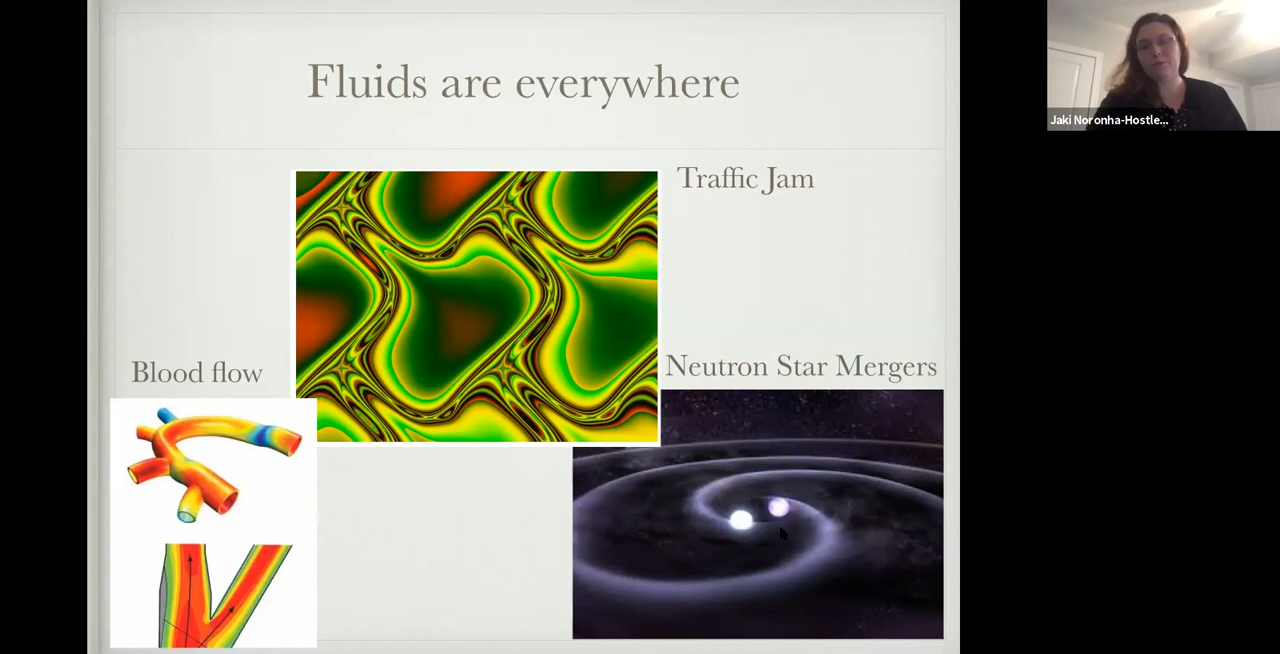 Fluids are everywhere
Jaki Noronha-Hostle...
Traffic Jam
Blood flow
Neutron Star Mergers